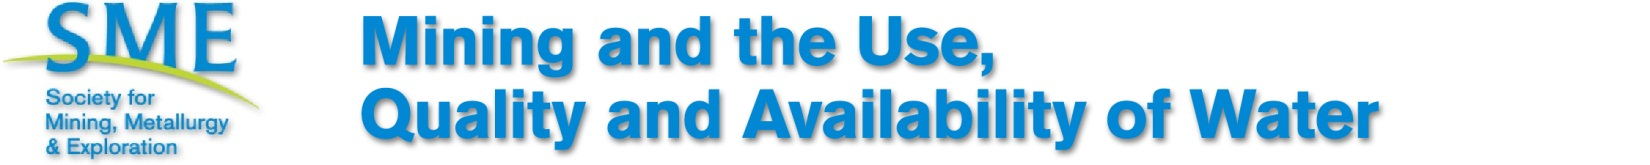 SME
Society for
Mining, Metallurgy
& Exploration
Mining and the Use,
Quality and Availability of Water